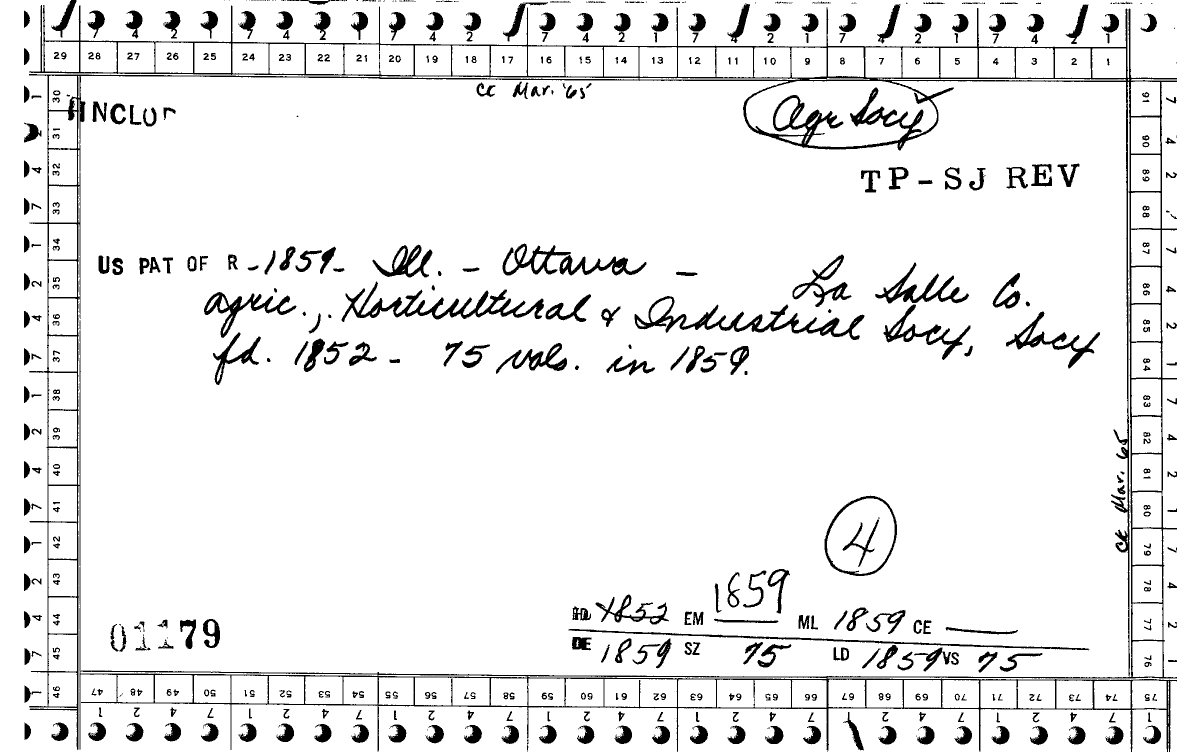 7 4 2 1 7 4 2 1 7 4 2 1 7 4 2 1 7 4 2 1 7 4 2 1 7 4 2 1
29 28 27 26 25 24 23 22 21 20 19 18 17 16 15 14 13 12 11 10 9 8 7 6 5 4 3 2 1
CE Mar. '65
Agr Socy
TP-SJ REV
US PAT OF R - 1859 - Ill. - Ottawa -
La Salle Co.
Agric., Horticultural & Industrial Socy, Socy
fd. 1852 - 75 vols. in 1859.
CE Mar. '65
4
1852 EM 1859 ML 1859 CE
DE 1859 SZ 75 LD 1859 VS 75
01179
30 31 32 33 34 35 36 37 38 39 40 41 42 43 44 45 46
91 90 89 88 87 86 85 84 83 82 81 80 79 78 77 76 75
47 48 49 50 51 52 53 54 55 56 57 58 59 60 61 62 63 64 65 66 67 68 69 70 71 72 73 74
1 2 4 7 1 2 4 7 1 2 4 7 1 2 4 7 1 2 4 7 1 2 4 7 1 2 4 7